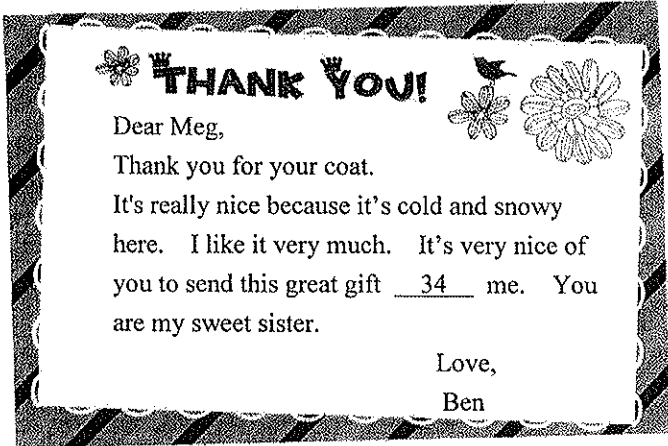 THANK YOU!
Dear Meg,
Thank you for your coat.
It's really nice because it's cold and snowy
here. I like it very much. It's very nice of
you to send this great gift 34 me. You
are my sweet sister.
Love,
Ben